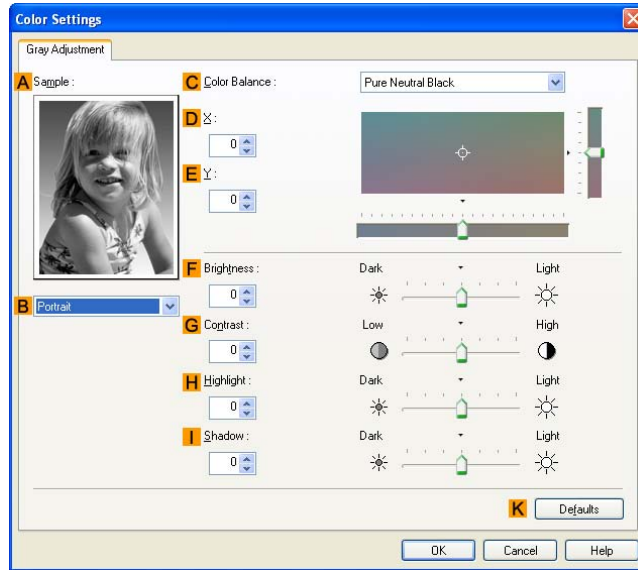 Color Settings
Gray Adjustment
A Sample :
C Color Balance :
Pure Neutral Black
D X :
0
E Y :
0
B Portrait
F Brightness :
0
Dark
Light
G Contrast :
0
Low
High
H Highlight :
0
Dark
Light
I Shadow :
0
Dark
Light
K Defaults
OK
Cancel
Help